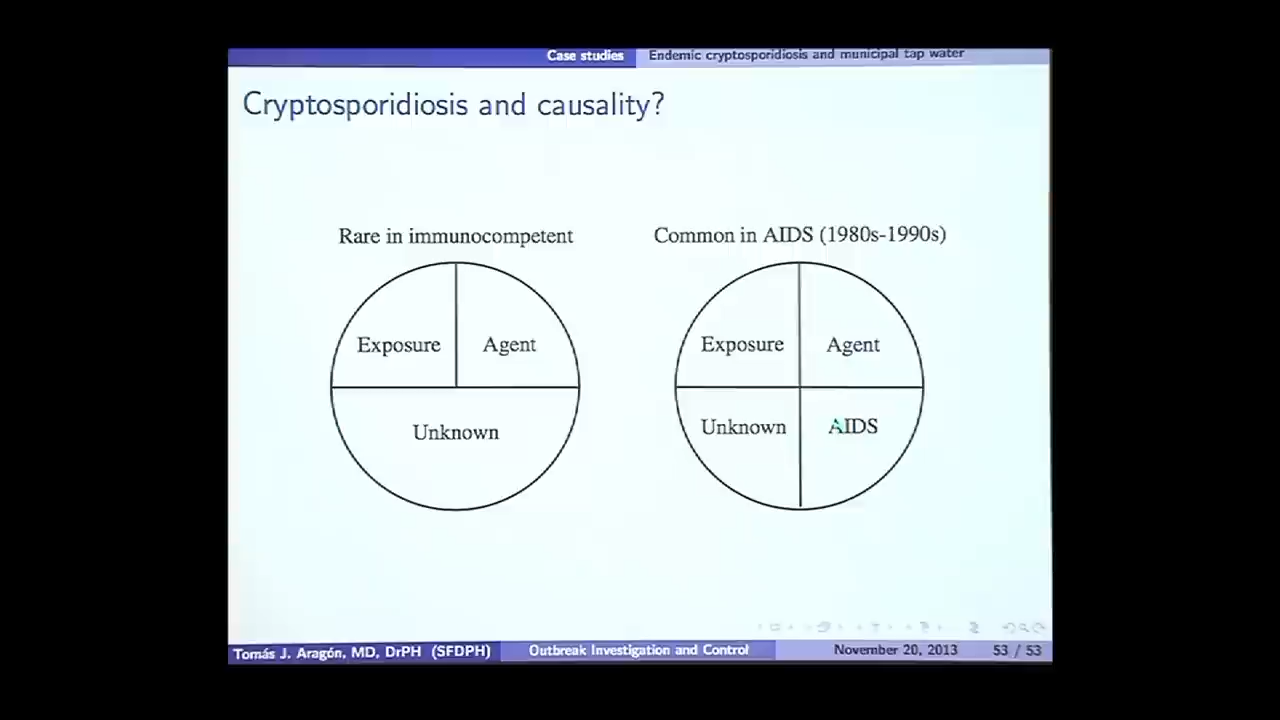 Case studies Endemic cryptosporidiosis and municipal tap water
Cryptosporidiosis and causality?
Rare in immunocompetent
Common in AIDS (1980s-1990s)
Exposure
Agent
Unknown
Exposure
Agent
Unknown
AIDS
Tomás J. Aragón, MD, DrPH (SFDPH) Outbreak Investigation and Control November 20, 2013 53 / 53